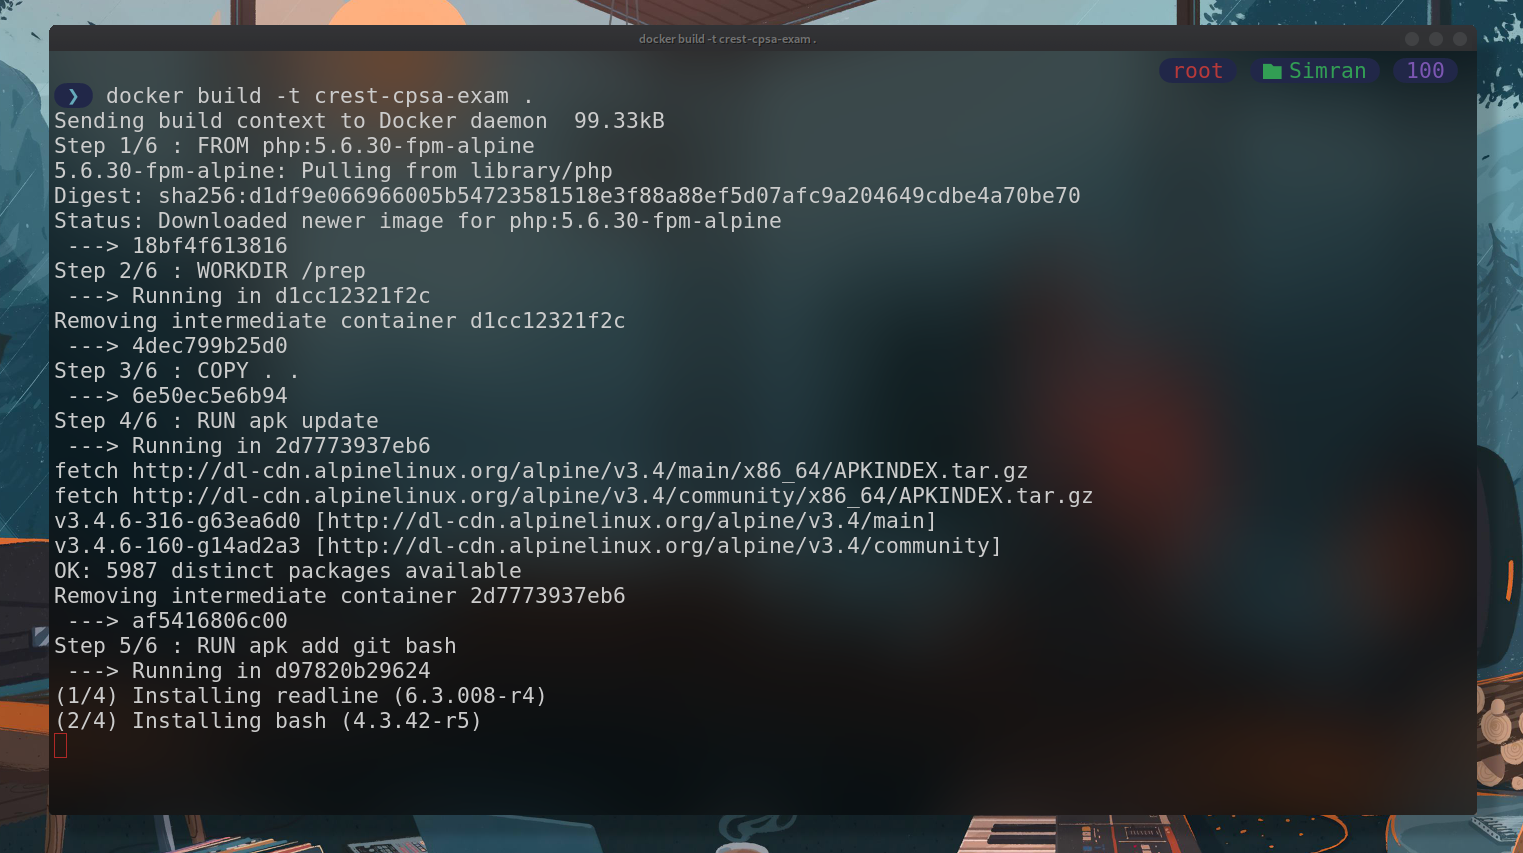 docker build -t crest-cpsa-exam .
root Simran 100
❯ docker build -t crest-cpsa-exam .
Sending build context to Docker daemon  99.33kB
Step 1/6 : FROM php:5.6.30-fpm-alpine
5.6.30-fpm-alpine: Pulling from library/php
Digest: sha256:d1df9e066966005b54723581518e3f88a88ef5d07afc9a204649cdbe4a70be70
Status: Downloaded newer image for php:5.6.30-fpm-alpine
 ---> 18bf4f613816
Step 2/6 : WORKDIR /prep
 ---> Running in d1cc12321f2c
Removing intermediate container d1cc12321f2c
 ---> 4dec799b25d0
Step 3/6 : COPY . .
 ---> 6e50ec5e6b94
Step 4/6 : RUN apk update
 ---> Running in 2d7773937eb6
fetch http://dl-cdn.alpinelinux.org/alpine/v3.4/main/x86_64/APKINDEX.tar.gz
fetch http://dl-cdn.alpinelinux.org/alpine/v3.4/community/x86_64/APKINDEX.tar.gz
v3.4.6-316-g63ea6d0 [http://dl-cdn.alpinelinux.org/alpine/v3.4/main]
v3.4.6-160-g14ad2a3 [http://dl-cdn.alpinelinux.org/alpine/v3.4/community]
OK: 5987 distinct packages available
Removing intermediate container 2d7773937eb6
 ---> af5416806c00
Step 5/6 : RUN apk add git bash
 ---> Running in d97820b29624
(1/4) Installing readline (6.3.008-r4)
(2/4) Installing bash (4.3.42-r5)